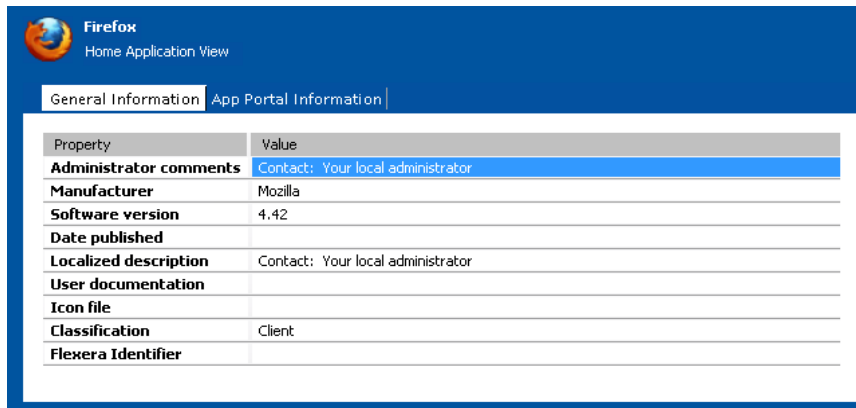 Firefox
Home Application View
General Information App Portal Information
Property Value
Administrator comments Contact:  Your local administrator
Manufacturer Mozilla
Software version 4.42
Date published
Localized description Contact:  Your local administrator
User documentation
Icon file
Classification Client
Flexera Identifier